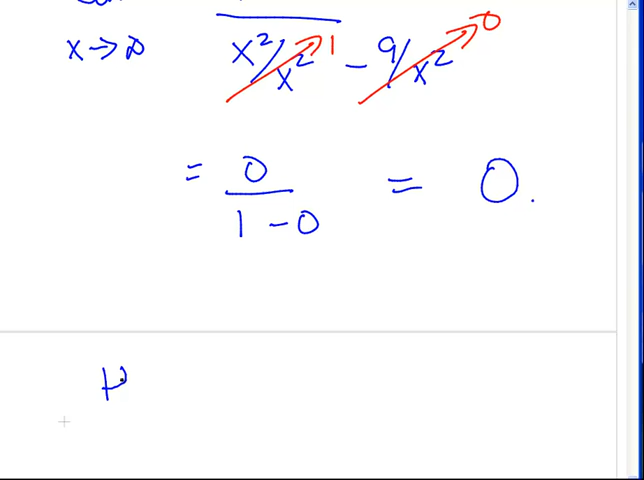 x → ∞ x²/x² 1 - 9/x² 0
= 0/(1 - 0) = 0.